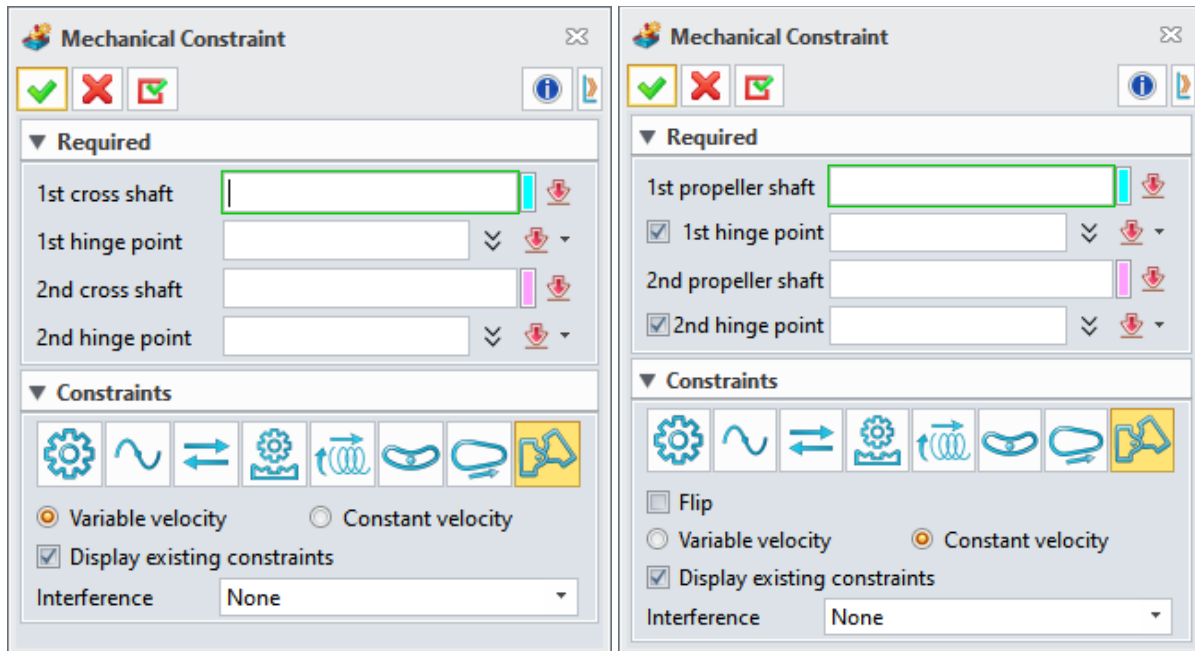 Mechanical Constraint
Required
1st cross shaft
1st hinge point
2nd cross shaft
2nd hinge point
Constraints
Variable velocity Constant velocity
Display existing constraints
Interference None
Mechanical Constraint
Required
1st propeller shaft
1st hinge point
2nd propeller shaft
2nd hinge point
Constraints
Flip
Variable velocity Constant velocity
Display existing constraints
Interference None